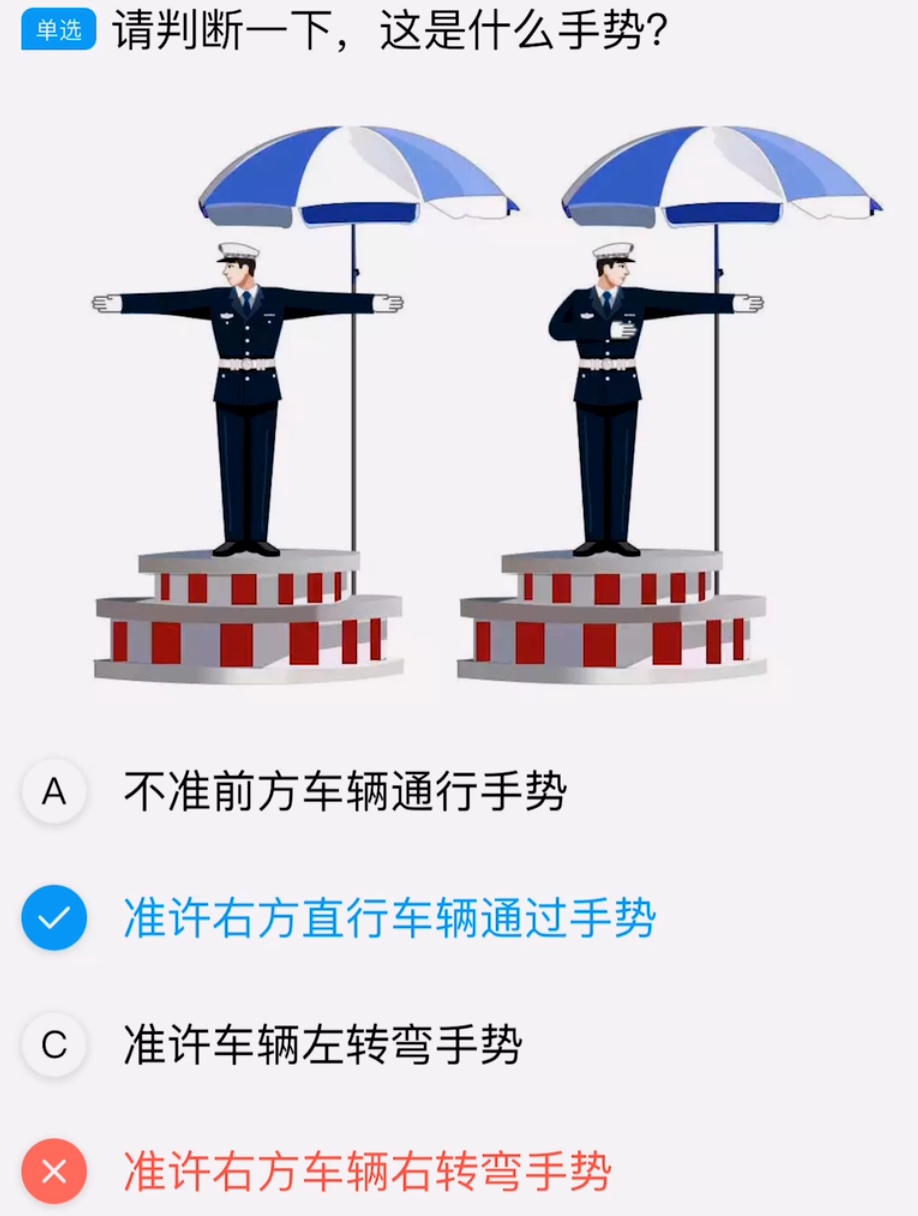 单选 请判断一下，这是什么手势？
A 不准前方车辆通行手势
准许右方直行车辆通过手势
C 准许车辆左转弯手势
准许右方车辆右转弯手势